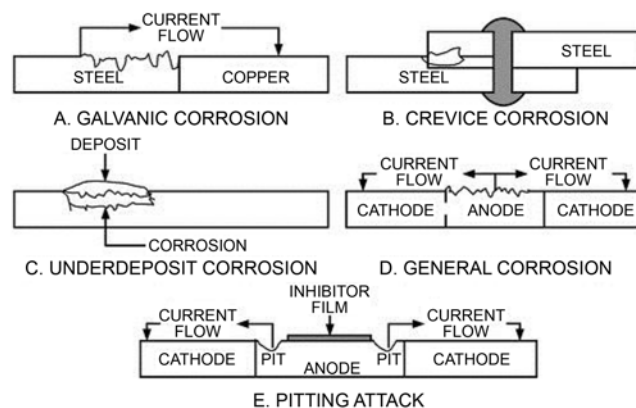 CURRENT
FLOW
STEEL
COPPER
A. GALVANIC CORROSION
STEEL
STEEL
B. CREVICE CORROSION
DEPOSIT
CORROSION
C. UNDERDEPOSIT CORROSION
CURRENT
FLOW
CURRENT
FLOW
CATHODE
ANODE
CATHODE
D. GENERAL CORROSION
INHIBITOR
FILM
CURRENT
FLOW
CURRENT
FLOW
CATHODE
PIT
ANODE
PIT
CATHODE
E. PITTING ATTACK